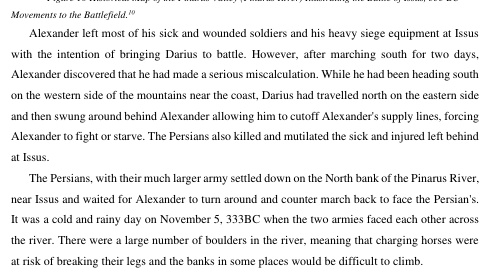 Movements to the Battlefield.¹⁰
Alexander left most of his sick and wounded soldiers and his heavy siege equipment at Issus
with the intention of bringing Darius to battle. However, after marching south for two days,
Alexander discovered that he had made a serious miscalculation. While he had been heading south
on the western side of the mountains near the coast, Darius had travelled north on the eastern side
and then swung around behind Alexander allowing him to cutoff Alexander's supply lines, forcing
Alexander to fight or starve. The Persians also killed and mutilated the sick and injured left behind
at Issus.
The Persians, with their much larger army settled down on the North bank of the Pinarus River,
near Issus and waited for Alexander to turn around and counter march back to face the Persian's.
It was a cold and rainy day on November 5, 333BC when the two armies faced each other across
the river. There were a large number of boulders in the river, meaning that charging horses were
at risk of breaking their legs and the banks in some places would be difficult to climb.